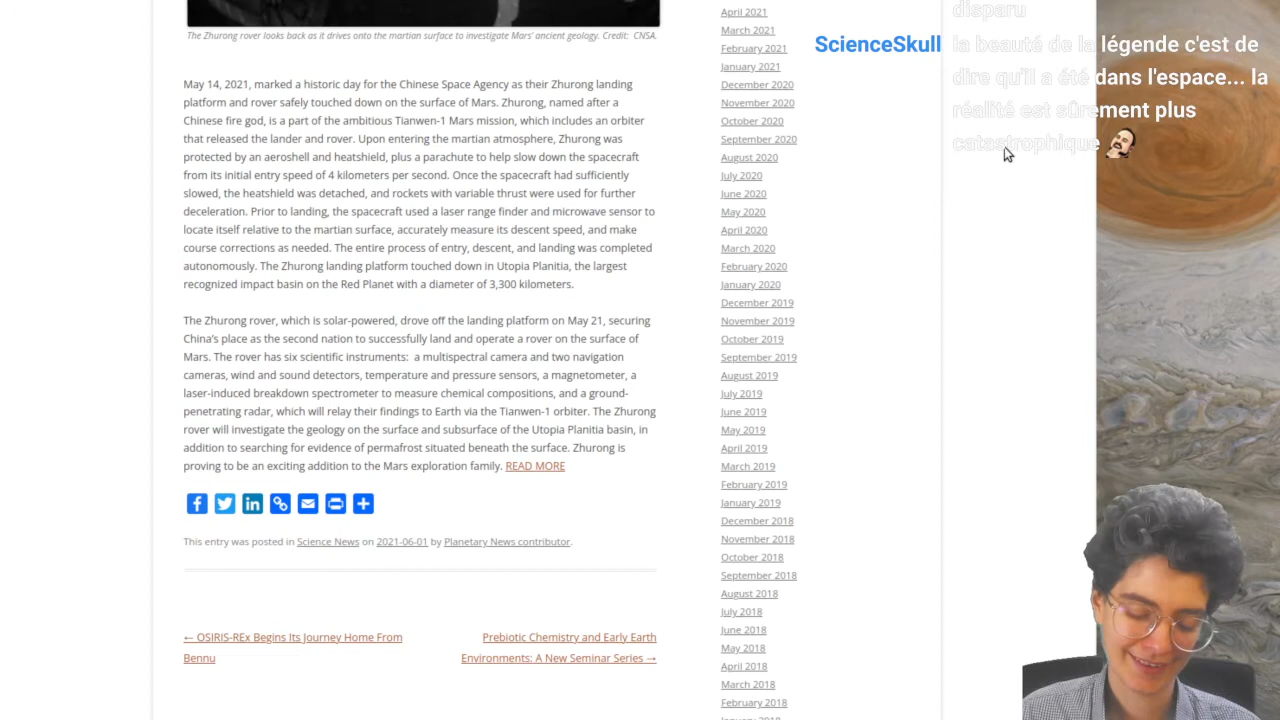 The Zhurong rover looks back as it drives onto the martian surface to investigate Mars' ancient geology. Credit:  CNSA.
May 14, 2021, marked a historic day for the Chinese Space Agency as their Zhurong landing
platform and rover safely touched down on the surface of Mars. Zhurong, named after a
Chinese fire god, is a part of the ambitious Tianwen-1 Mars mission, which includes an orbiter
that released the lander and rover. Upon entering the martian atmosphere, Zhurong was
protected by an aeroshell and heatshield, plus a parachute to help slow down the spacecraft
from its initial entry speed of 4 kilometers per second. Once the spacecraft had sufficiently
slowed, the heatshield was detached, and rockets with variable thrust were used for further
deceleration. Prior to landing, the spacecraft used a laser range finder and microwave sensor to
locate itself relative to the martian surface, accurately measure its descent speed, and make
course corrections as needed. The entire process of entry, descent, and landing was completed
autonomously. The Zhurong landing platform touched down in Utopia Planitia, the largest
recognized impact basin on the Red Planet with a diameter of 3,300 kilometers.
The Zhurong rover, which is solar-powered, drove off the landing platform on May 21, securing
China's place as the second nation to successfully land and operate a rover on the surface of
Mars. The rover has six scientific instruments:  a multispectral camera and two navigation
cameras, wind and sound detectors, temperature and pressure sensors, a magnetometer, a
laser-induced breakdown spectrometer to measure chemical compositions, and a ground-
penetrating radar, which will relay their findings to Earth via the Tianwen-1 orbiter. The Zhurong
rover will investigate the geology on the surface and subsurface of the Utopia Planitia basin, in
addition to searching for evidence of permafrost situated beneath the surface. Zhurong is
proving to be an exciting addition to the Mars exploration family. READ MORE
This entry was posted in Science News on 2021-06-01 by Planetary News contributor.
← OSIRIS-REx Begins Its Journey Home From
Bennu
Prebiotic Chemistry and Early Earth
Environments: A New Seminar Series →
April 2021
March 2021
February 2021
January 2021
December 2020
November 2020
October 2020
September 2020
August 2020
July 2020
June 2020
May 2020
April 2020
March 2020
February 2020
January 2020
December 2019
November 2019
October 2019
September 2019
August 2019
July 2019
June 2019
May 2019
April 2019
March 2019
February 2019
January 2019
December 2018
November 2018
October 2018
September 2018
August 2018
July 2018
June 2018
May 2018
April 2018
March 2018
February 2018
January 2018
disparu
ScienceSkull
la beauté de la légende c'est de
dire qu'il a été dans l'espace... la
réalité est sûrement plus
catastrophique